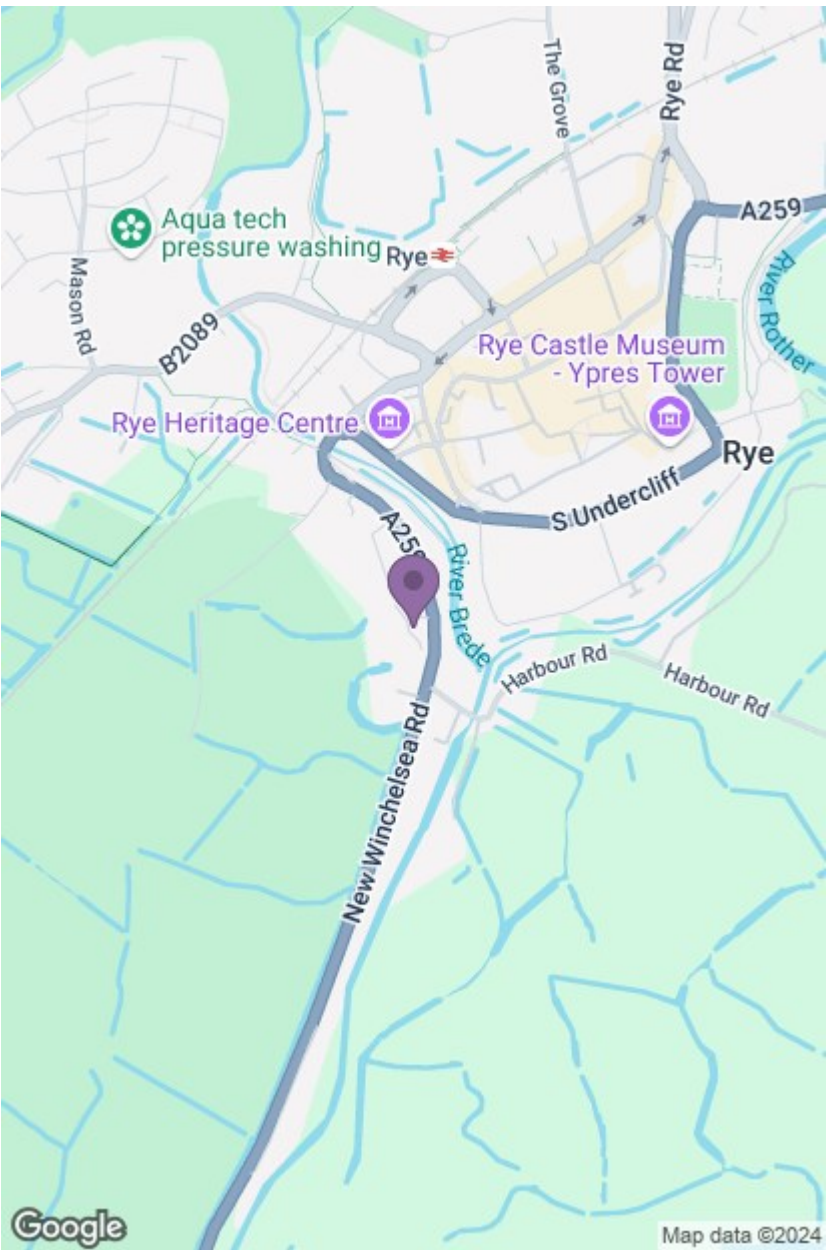 The Grove
Rye Rd
A259
Aqua tech
pressure washing
Rye
River Rother
Mason Rd
B2089
Rye Castle Museum
- Ypres Tower
Rye Heritage Centre
Rye
S Undercliff
A259
River Brede
Harbour Rd
Harbour Rd
New Winchelsea Rd
Google
Map data ©2024